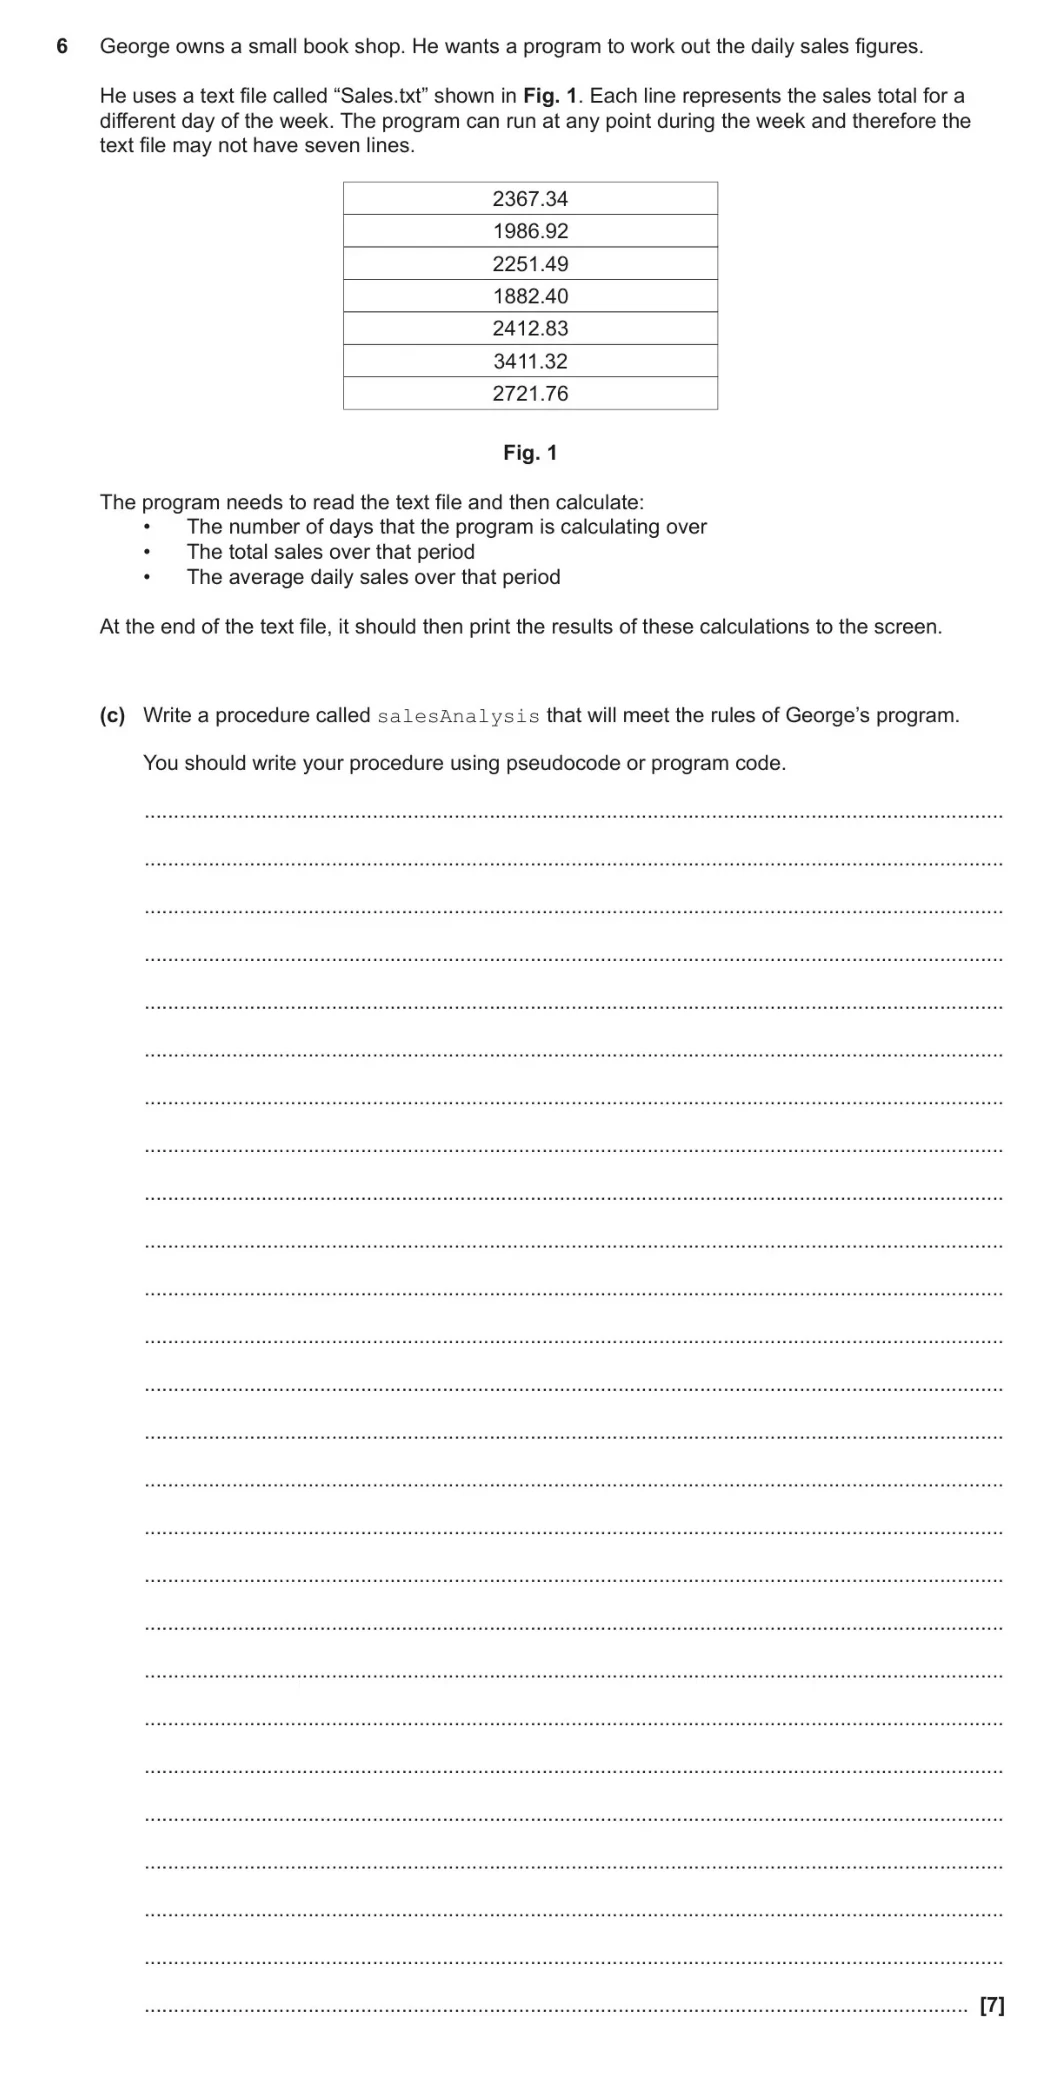 6 George owns a small book shop. He wants a program to work out the daily sales figures.
He uses a text file called “Sales.txt” shown in Fig. 1. Each line represents the sales total for a
different day of the week. The program can run at any point during the week and therefore the
text file may not have seven lines.
2367.34
1986.92
2251.49
1882.40
2412.83
3411.32
2721.76
Fig. 1
The program needs to read the text file and then calculate:
• The number of days that the program is calculating over
• The total sales over that period
• The average daily sales over that period
At the end of the text file, it should then print the results of these calculations to the screen.
(c) Write a procedure called salesAnalysis that will meet the rules of George’s program.
You should write your procedure using pseudocode or program code.
[7]